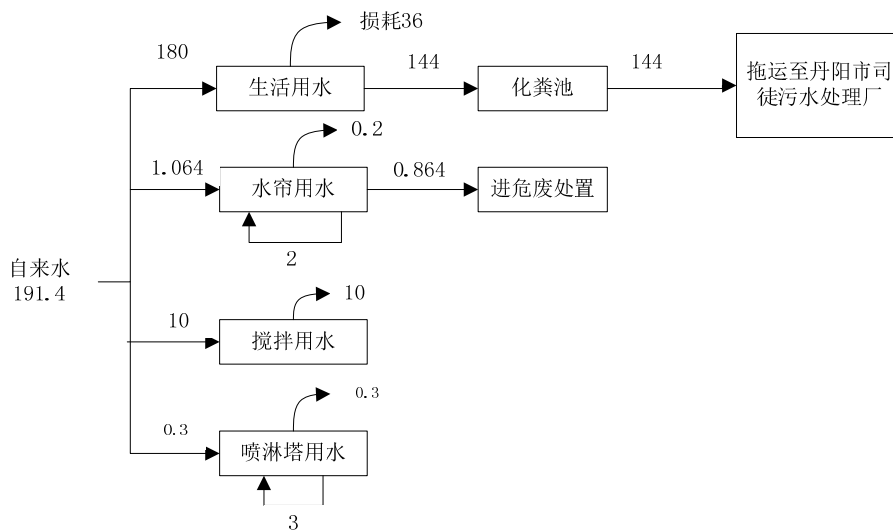 损耗36
180
生活用水
144
化粪池
144
拖运至丹阳市司
徒污水处理厂
0.2
1.064
水帘用水
0.864
进危废处置
2
自来水
191.4
10
10
搅拌用水
0.3
0.3
喷淋塔用水
3